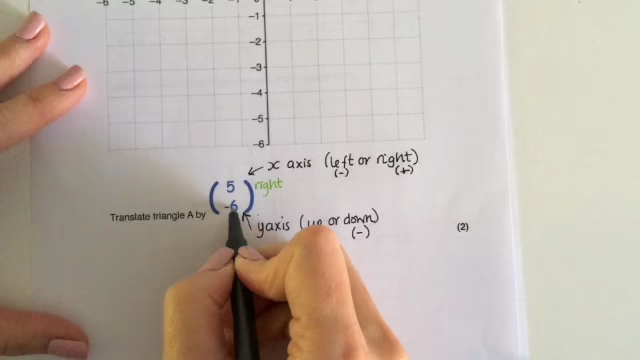 -6 -5 -4 -3 -2 -1
-1
-2
-3
-4
-5
-6
x axis (left or right)
(-) (+)
5 right
-6
Translate triangle A by
y axis (up or down)
(-)
(2)